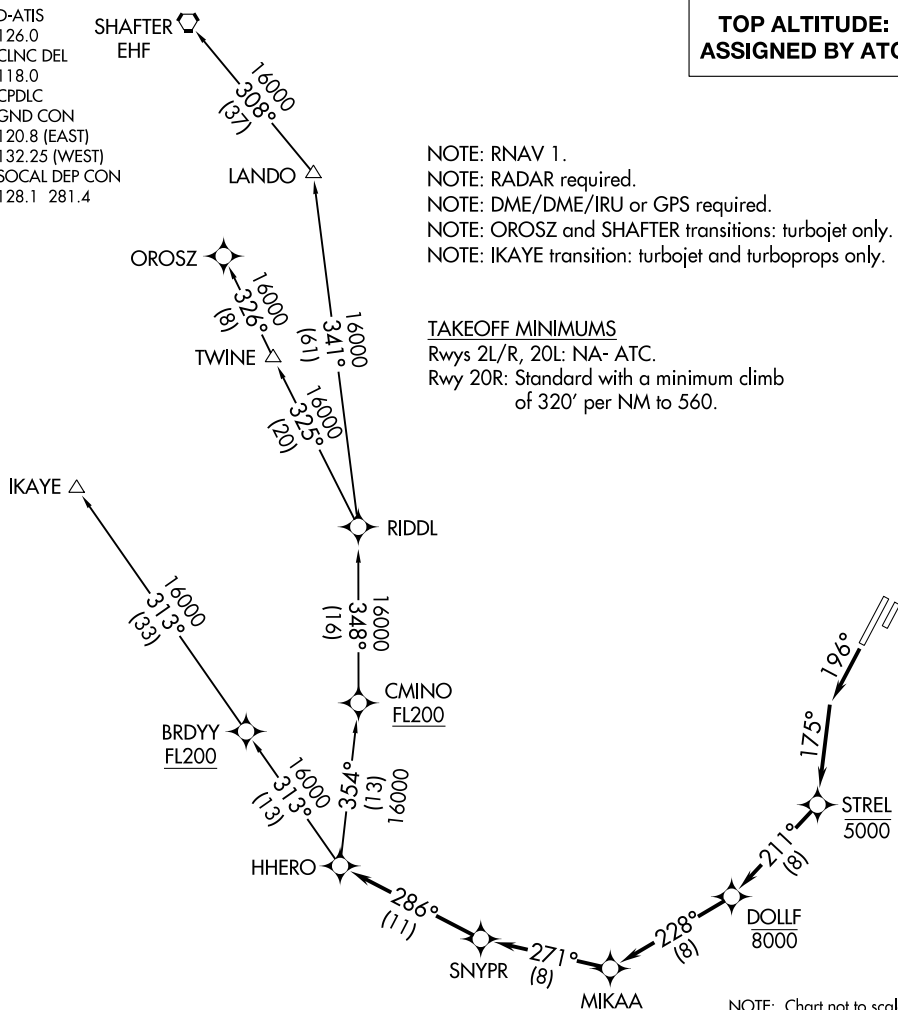 D-ATIS
126.0
CLNC DEL
118.0
CPDLC
GND CON
120.8 (EAST)
132.25 (WEST)
SOCAL DEP CON
128.1 281.4
SHAFTER
EHF
TOP ALTITUDE:
ASSIGNED BY ATC
16000
308°
(37)
LANDO
NOTE: RNAV 1.
NOTE: RADAR required.
NOTE: DME/DME/IRU or GPS required.
NOTE: OROSZ and SHAFTER transitions: turbojet only.
NOTE: IKAYE transition: turbojet and turboprops only.
OROSZ
16000
326°
(8)
16000
341°
(61)
TWINE
TAKEOFF MINIMUMS
Rwys 2L/R, 20L: NA- ATC.
Rwy 20R: Standard with a minimum climb
of 320' per NM to 560.
16000
325°
(20)
IKAYE
RIDDL
16000
313°
(33)
16000
348°
(16)
196°
CMINO
FL200
BRDYY
FL200
175°
16000
313°
(13)
354°
(13)
16000
STREL
5000
211°
(8)
HHERO
286°
(11)
DOLLF
8000
228°
(8)
SNYPR
271°
(8)
MIKAA
NOTE: Chart not to scal